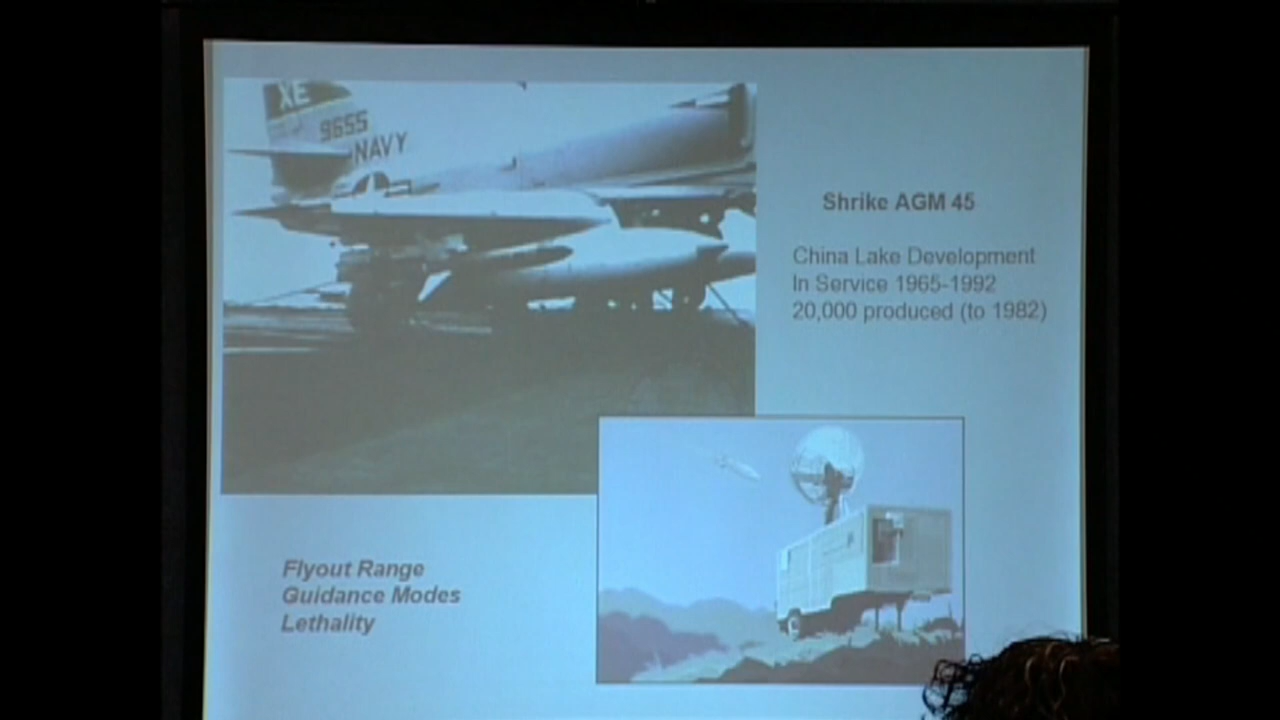 XE
9655
NAVY
Shrike AGM 45
China Lake Development
In Service 1965-1992
20,000 produced (to 1982)
Flyout Range
Guidance Modes
Lethality